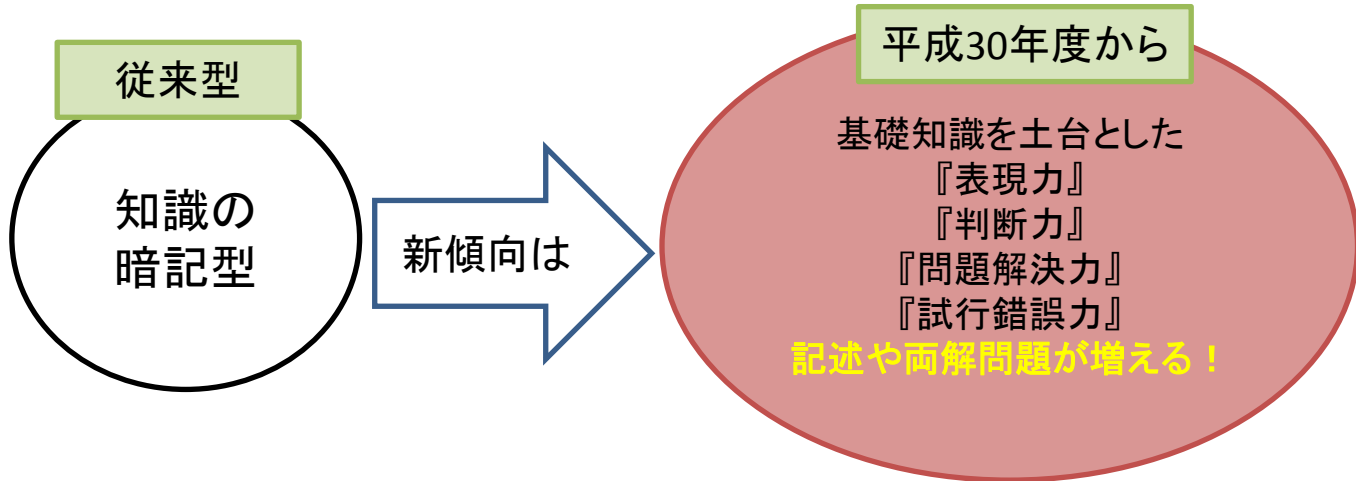 従来型
知識の
暗記型
新傾向は
平成30年度から
基礎知識を土台とした
『表現力』
『判断力』
『問題解決力』
『試行錯誤力』
記述や両解問題が増える！